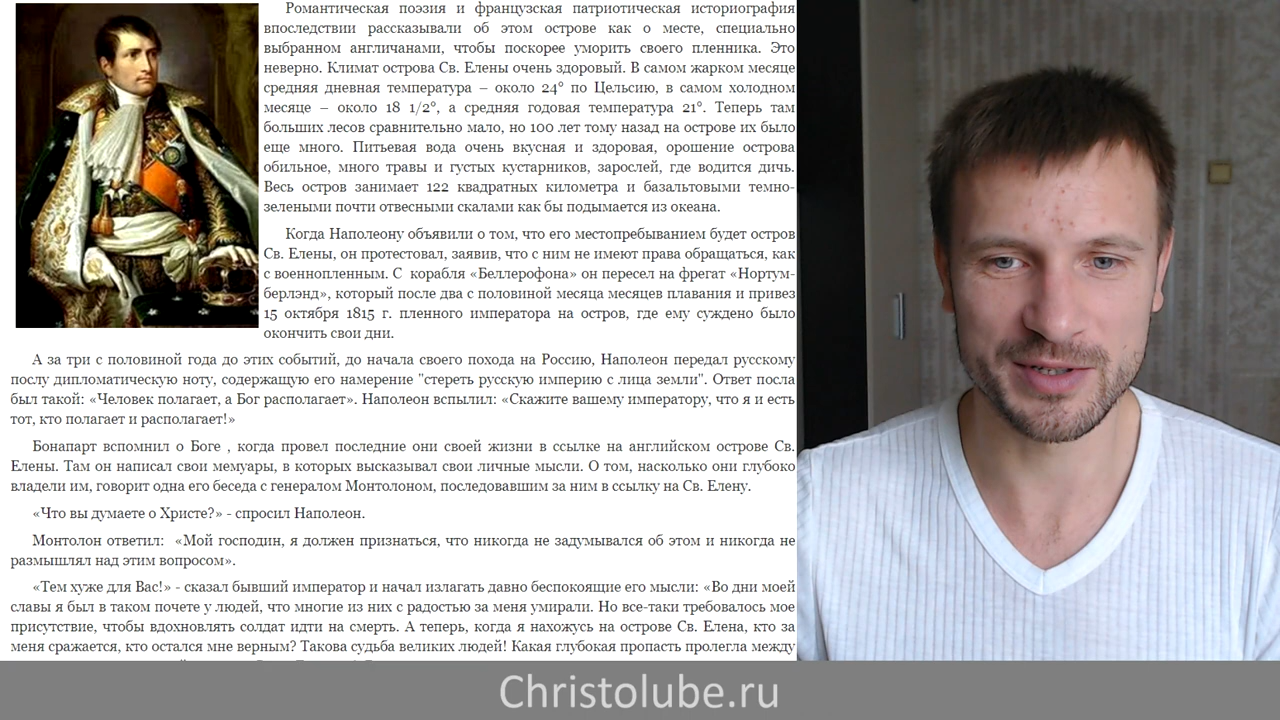 Романтическая поэзия и французская патриотическая историография
впоследствии рассказывали об этом острове как о месте, специально
выбранном англичанами, чтобы поскорее уморить своего пленника. Это
неверно. Климат острова Св. Елены очень здоровый. В самом жарком месяце
средняя дневная температура – около 24° по Цельсию, в самом холодном
месяце – около 18 1/2°, а средняя годовая температура 21°. Теперь там
больших лесов сравнительно мало, но 100 лет тому назад на острове их было
еще много. Питьевая вода очень вкусная и здоровая, орошение острова
обильное, много травы и густых кустарников, зарослей, где водится дичь.
Весь остров занимает 122 квадратных километра и базальтовыми темно-
зелеными почти отвесными скалами как бы подымается из океана.
Когда Наполеону объявили о том, что его местопребыванием будет остров
Св. Елены, он протестовал, заявив, что с ним не имеют права обращаться, как
с военнопленным. С корабля «Беллерофона» он пересел на фрегат «Нортум-
берлэнд», который после два с половиной месяца месяцев плавания и привез
15 октября 1815 г. пленного императора на остров, где ему суждено было
окончить свои дни.
А за три с половиной года до этих событий, до начала своего похода на Россию, Наполеон передал русскому
послу дипломатическую ноту, содержащую его намерение "стереть русскую империю с лица земли". Ответ посла
был такой: «Человек полагает, а Бог располагает». Наполеон вспылил: «Скажите вашему императору, что я и есть
тот, кто полагает и располагает!»
Бонапарт вспомнил о Боге , когда провел последние они своей жизни в ссылке на английском острове Св.
Елены. Там он написал свои мемуары, в которых высказывал свои личные мысли. О том, насколько они глубоко
владели им, говорит одна его беседа с генералом Монтолоном, последовавшим за ним в ссылку на Св. Елену.
«Что вы думаете о Христе?» - спросил Наполеон.
Монтолон ответил: «Мой господин, я должен признаться, что никогда не задумывался об этом и никогда не
размышлял над этим вопросом».
«Тем хуже для Вас!» - сказал бывший император и начал излагать давно беспокоящие его мысли: «Во дни моей
славы я был в таком почете у людей, что многие из них с радостью за меня умирали. Но все-таки требовалось мое
присутствие, чтобы вдохновлять солдат идти на смерть. А теперь, когда я нахожусь на острове Св. Елена, кто за
меня сражается, кто остался мне верным? Такова судьба великих людей! Какая глубокая пропасть пролегла между
Christolube.ru